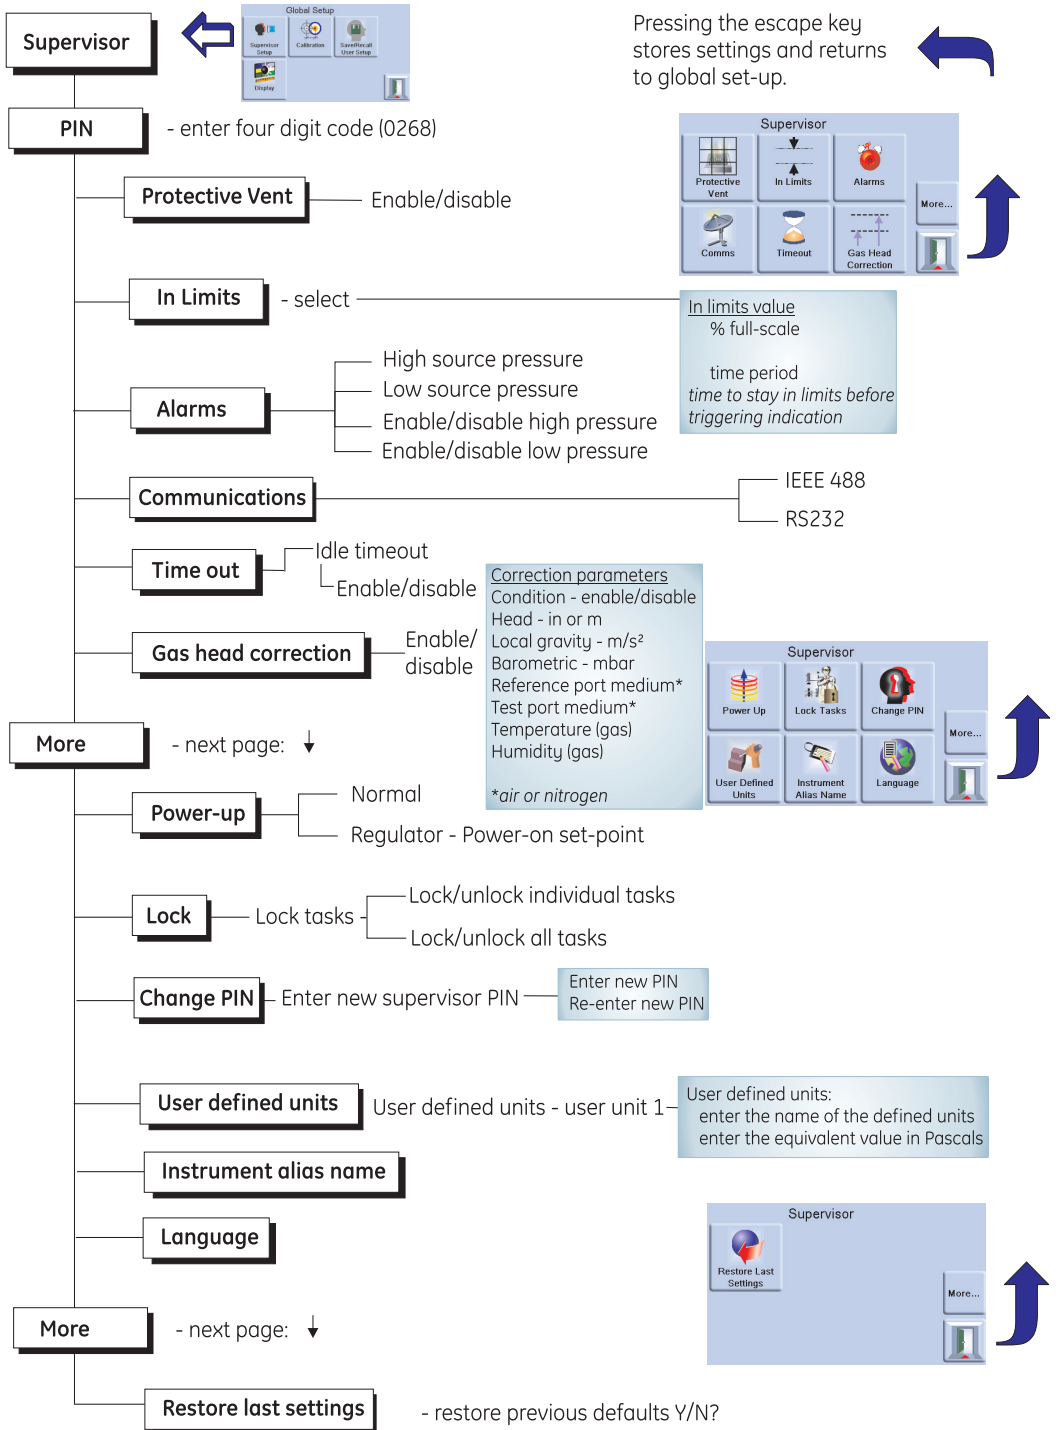 Supervisor
Global Setup
Supervisor
Setup
Calibration
Save/Recall
User Setup
Display
Pressing the escape key
stores settings and returns
to global set-up.
PIN
- enter four digit code (0268)
Supervisor
Protective
Vent
In Limits
Alarms
More...
Comms
Timeout
Gas Head
Correction
Protective Vent
Enable/disable
In Limits
- select
In limits value
% full-scale
time period
time to stay in limits before
triggering indication
Alarms
High source pressure
Low source pressure
Enable/disable high pressure
Enable/disable low pressure
Communications
IEEE 488
RS232
Time out
Idle timeout
Enable/disable
Gas head correction
Enable/
disable
Correction parameters
Condition - enable/disable
Head - in or m
Local gravity - m/s²
Barometric - mbar
Reference port medium*
Test port medium*
Temperature (gas)
Humidity (gas)
*air or nitrogen
Supervisor
Power Up
Lock Tasks
Change PIN
More...
User Defined
Units
Instrument
Alias Name
Language
More
- next page:
Power-up
Normal
Regulator - Power-on set-point
Lock
Lock tasks
Lock/unlock individual tasks
Lock/unlock all tasks
Change PIN
Enter new supervisor PIN
Enter new PIN
Re-enter new PIN
User defined units
User defined units - user unit 1
User defined units:
enter the name of the defined units
enter the equivalent value in Pascals
Instrument alias name
Language
Supervisor
Restore Last
Settings
More...
More
- next page:
Restore last settings
- restore previous defaults Y/N?